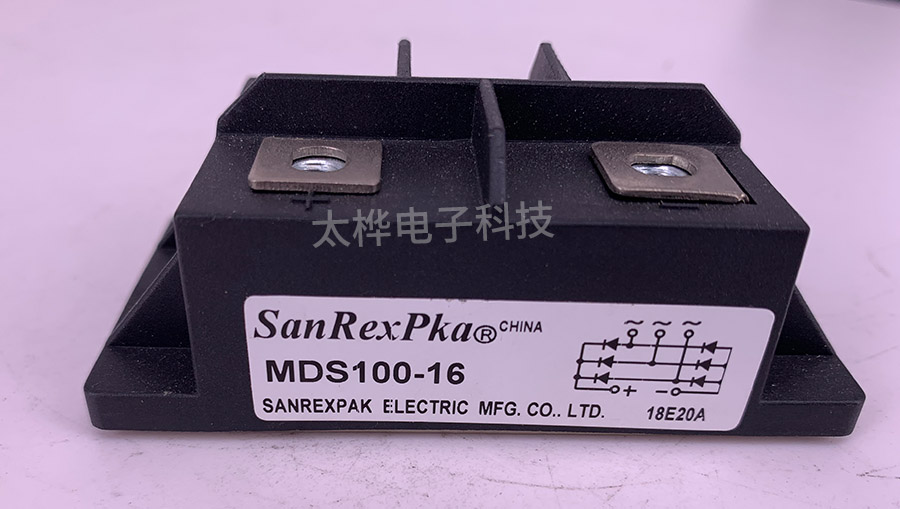 + −
太桦电子科技
SanRexPka® CHINA
MDS100-16
~ ~ ~
+ −
SANREXPAK ELECTRIC MFG. CO.. LTD.
18E20A